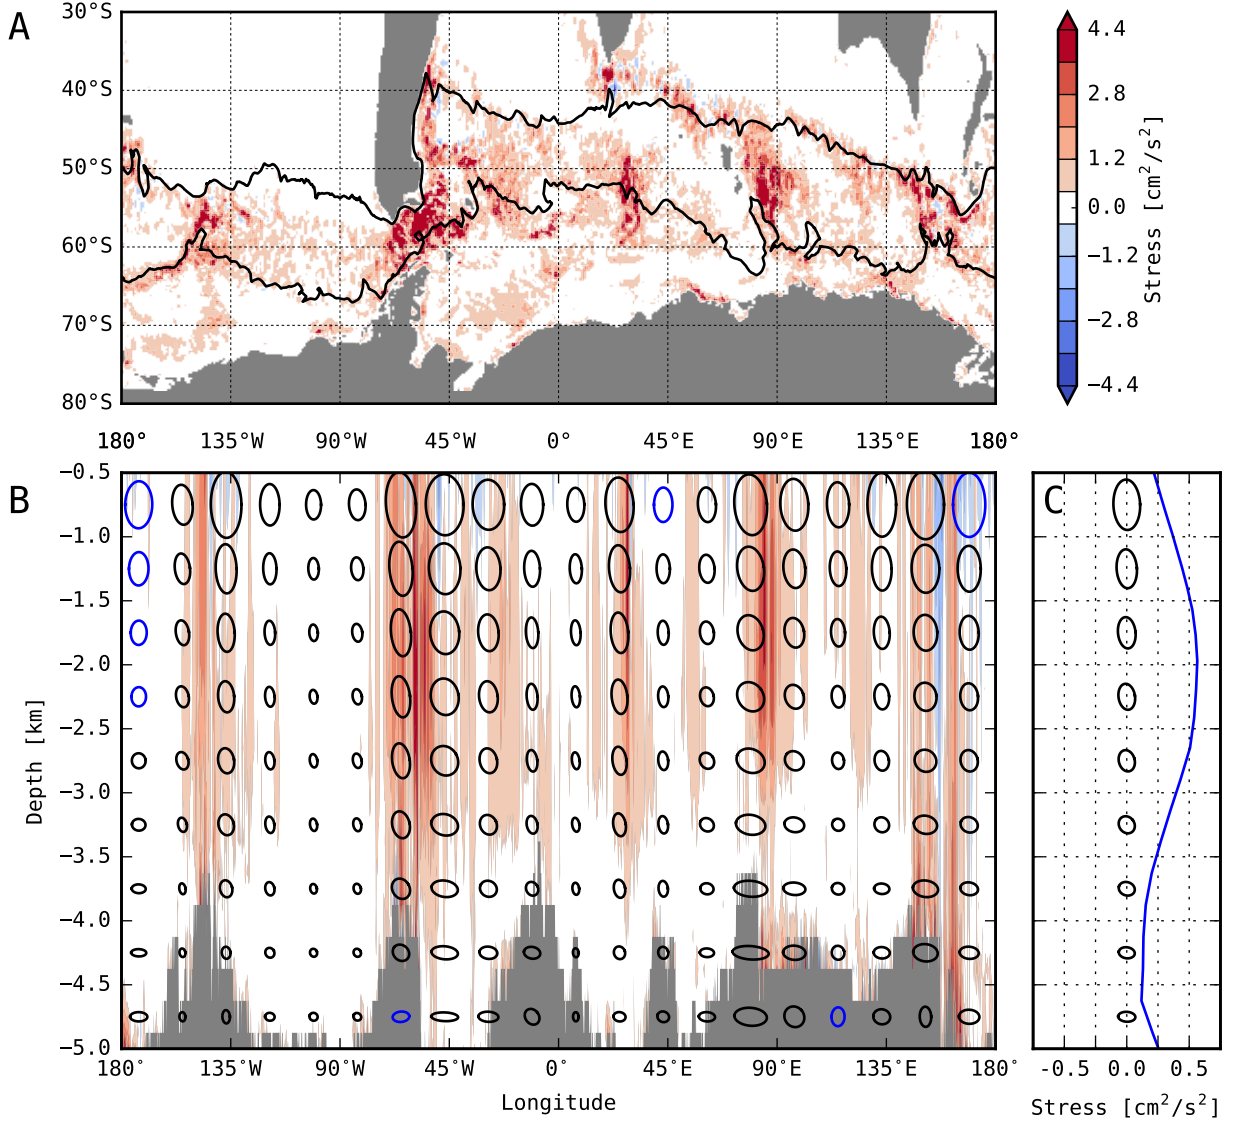 A
30°S
40°S
50°S
60°S
70°S
80°S
180° 135°W 90°W 45°W 0° 45°E 90°E 135°E 180°
4.4
2.8
1.2
0.0
−1.2
−2.8
−4.4
Stress [cm²/s²]
B
−0.5
−1.0
−1.5
−2.0
−2.5
−3.0
−3.5
−4.0
−4.5
−5.0
Depth [km]
180° 135°W 90°W 45°W 0° 45°E 90°E 135°E 180°
Longitude
C
-0.5 0.0 0.5
Stress [cm²/s²]